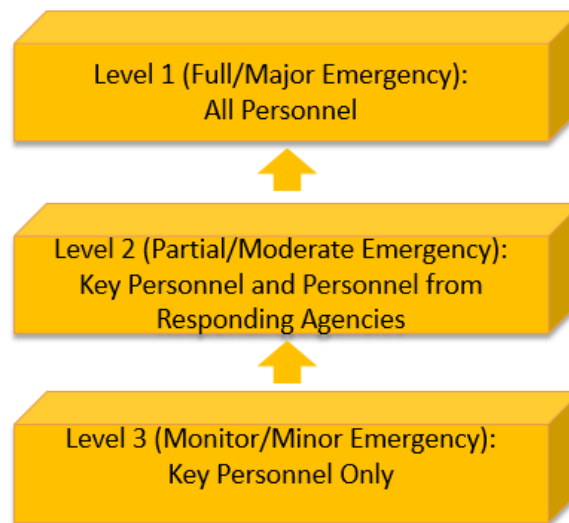 Level 1 (Full/Major Emergency):
All Personnel
Level 2 (Partial/Moderate Emergency):
Key Personnel and Personnel from
Responding Agencies
Level 3 (Monitor/Minor Emergency):
Key Personnel Only